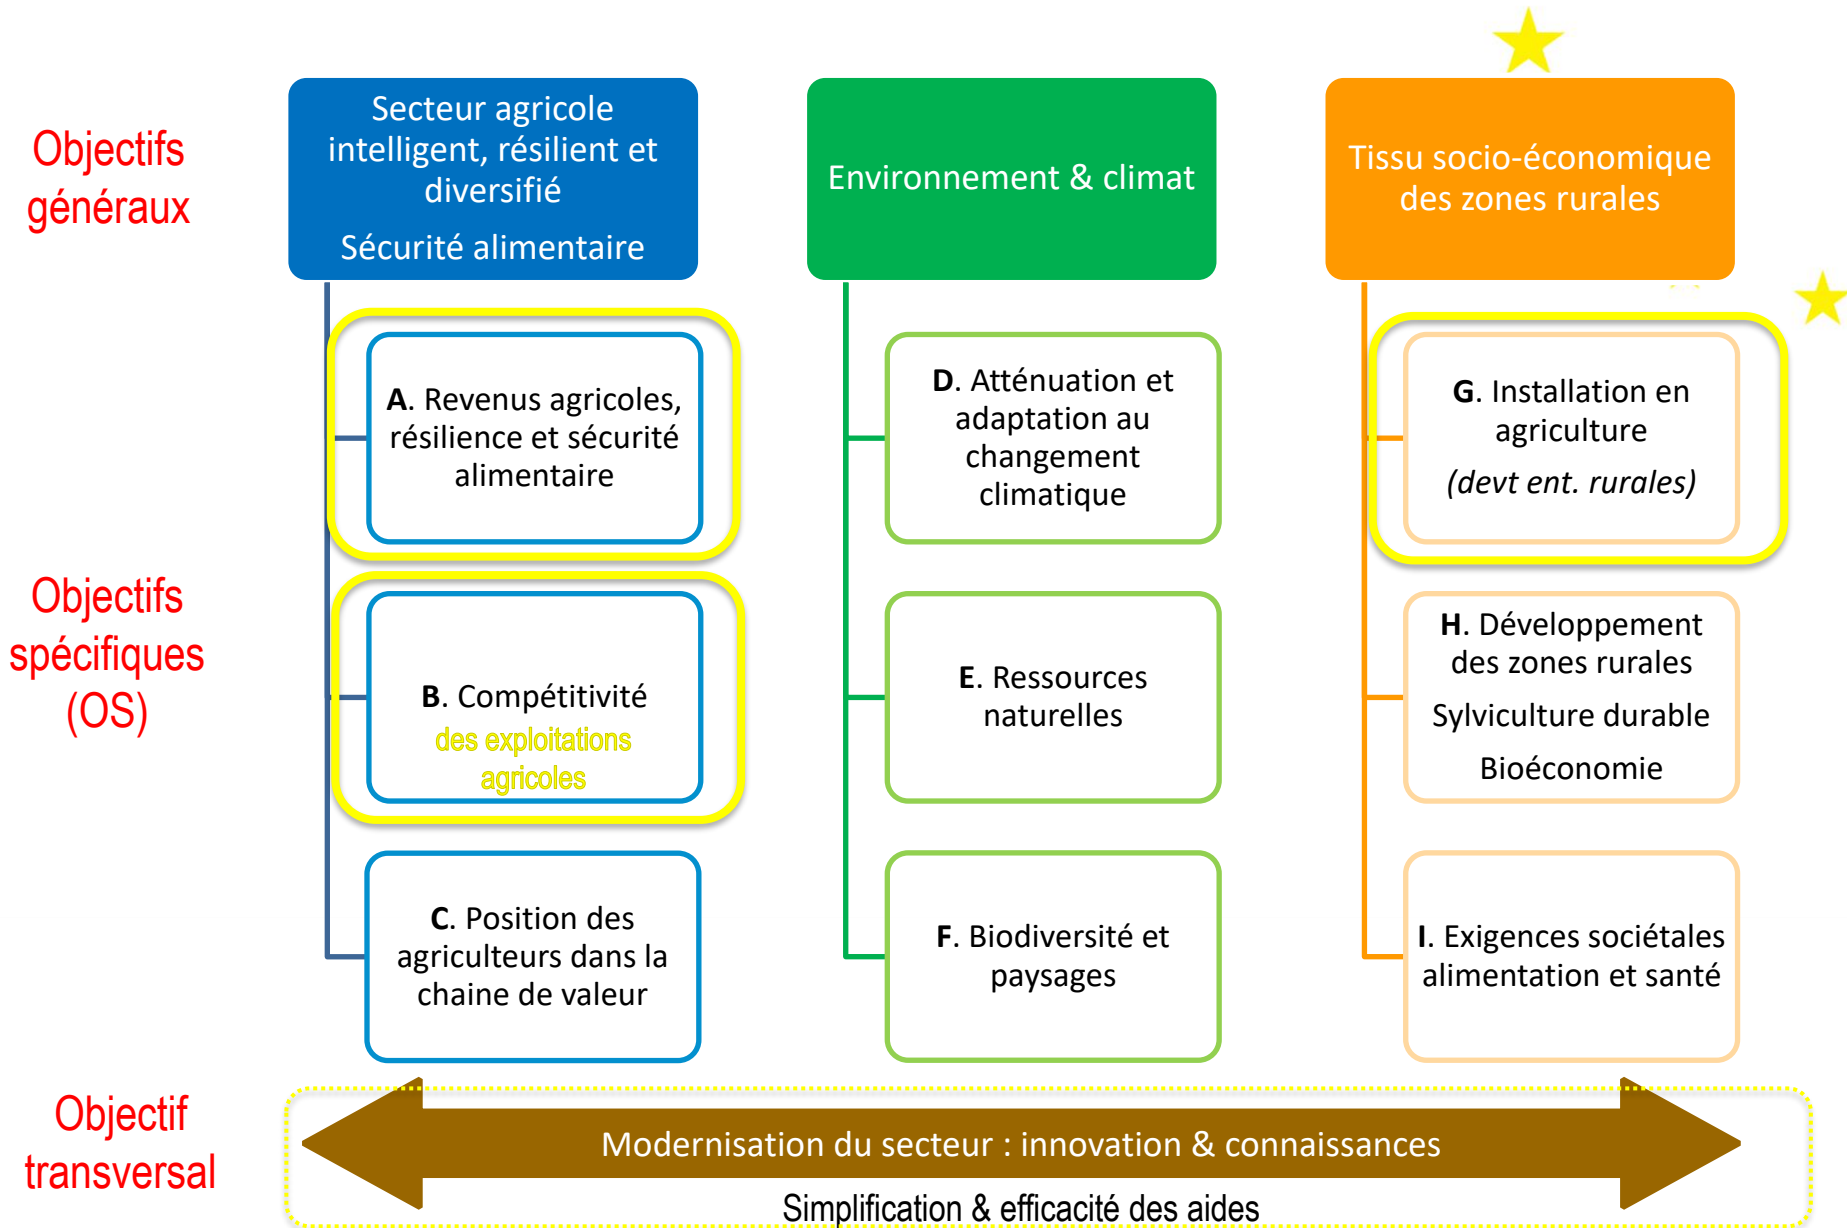 Objectifs
généraux
Secteur agricole
intelligent, résilient et
diversifié
Sécurité alimentaire
Environnement & climat
Tissu socio-économique
des zones rurales
Objectifs
spécifiques
(OS)
A. Revenus agricoles,
résilience et sécurité
alimentaire
B. Compétitivité
des exploitations
agricoles
C. Position des
agriculteurs dans la
chaine de valeur
D. Atténuation et
adaptation au
changement
climatique
E. Ressources
naturelles
F. Biodiversité et
paysages
G. Installation en
agriculture
(devt ent. rurales)
H. Développement
des zones rurales
Sylviculture durable
Bioéconomie
I. Exigences sociétales
alimentation et santé
Objectif
transversal
Modernisation du secteur : innovation & connaissances
Simplification & efficacité des aides